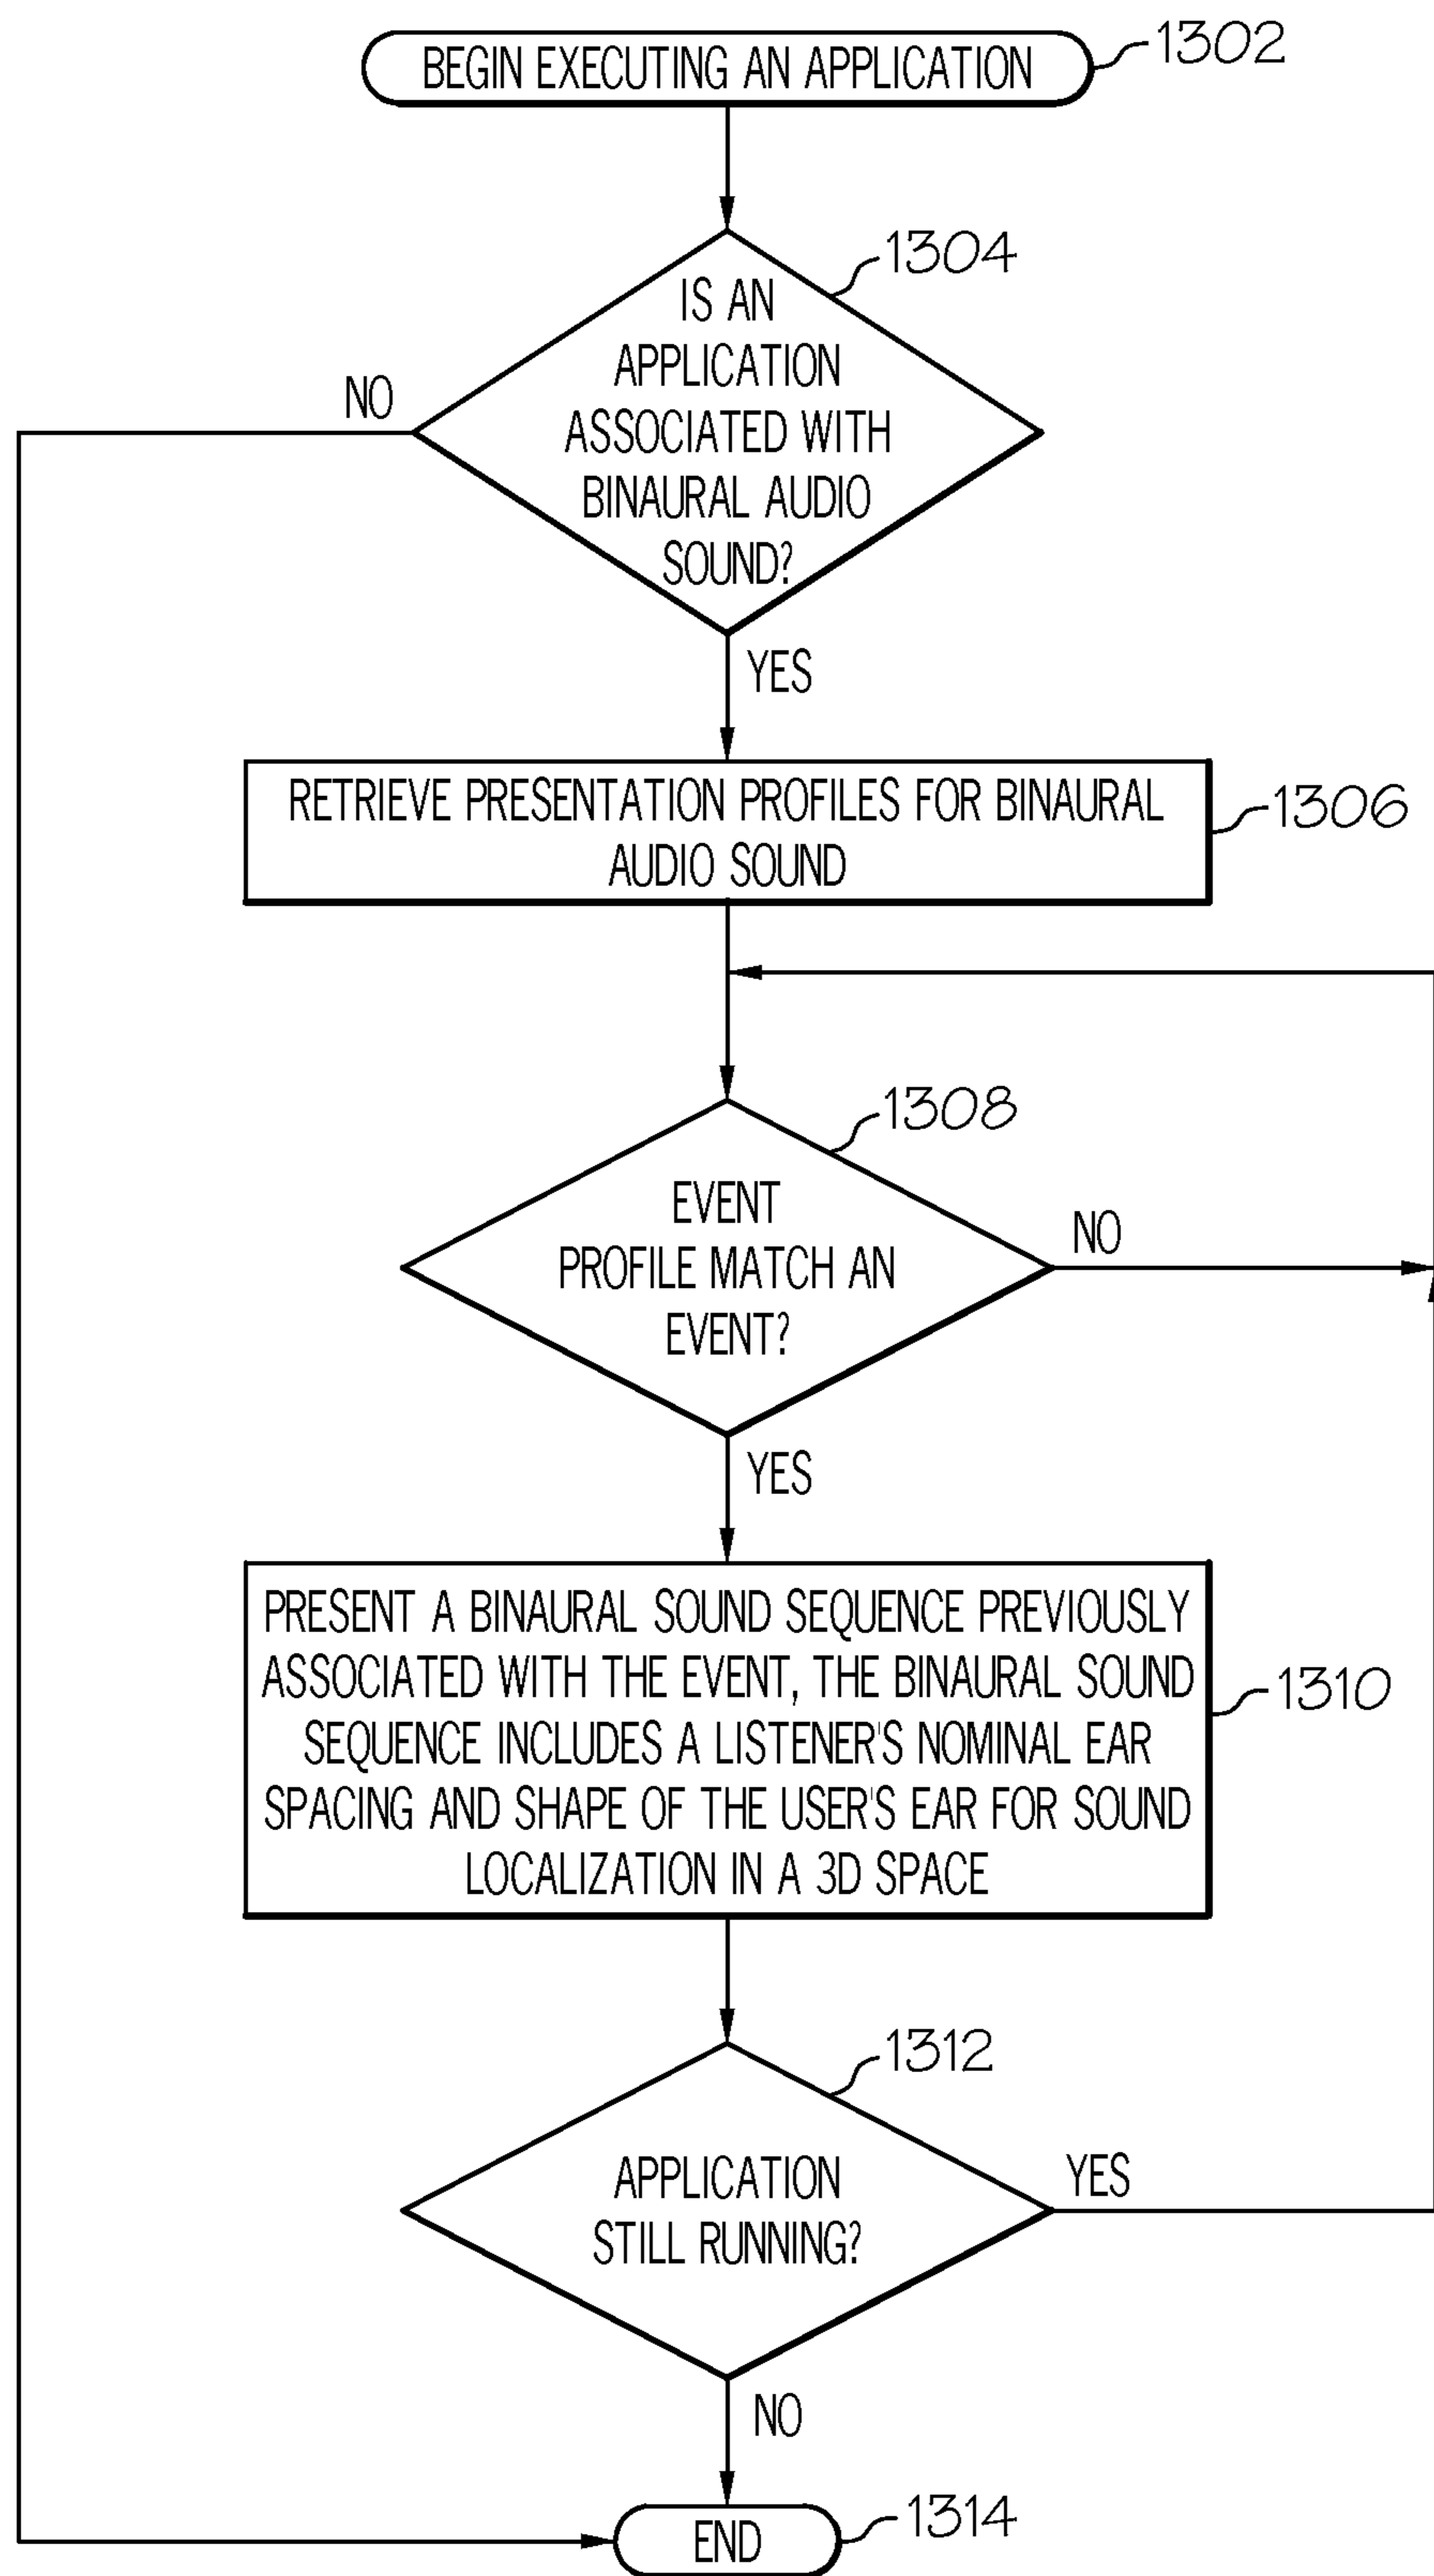 BEGIN EXECUTING AN APPLICATION
1302
1304
IS AN
APPLICATION
ASSOCIATED WITH
BINAURAL AUDIO
SOUND?
NO
YES
RETRIEVE PRESENTATION PROFILES FOR BINAURAL
AUDIO SOUND
1306
1308
EVENT
PROFILE MATCH AN
EVENT?
NO
YES
PRESENT A BINAURAL SOUND SEQUENCE PREVIOUSLY
ASSOCIATED WITH THE EVENT, THE BINAURAL SOUND
SEQUENCE INCLUDES A LISTENER'S NOMINAL EAR
SPACING AND SHAPE OF THE USER'S EAR FOR SOUND
LOCALIZATION IN A 3D SPACE
1310
1312
APPLICATION
STILL RUNNING?
YES
NO
END
1314